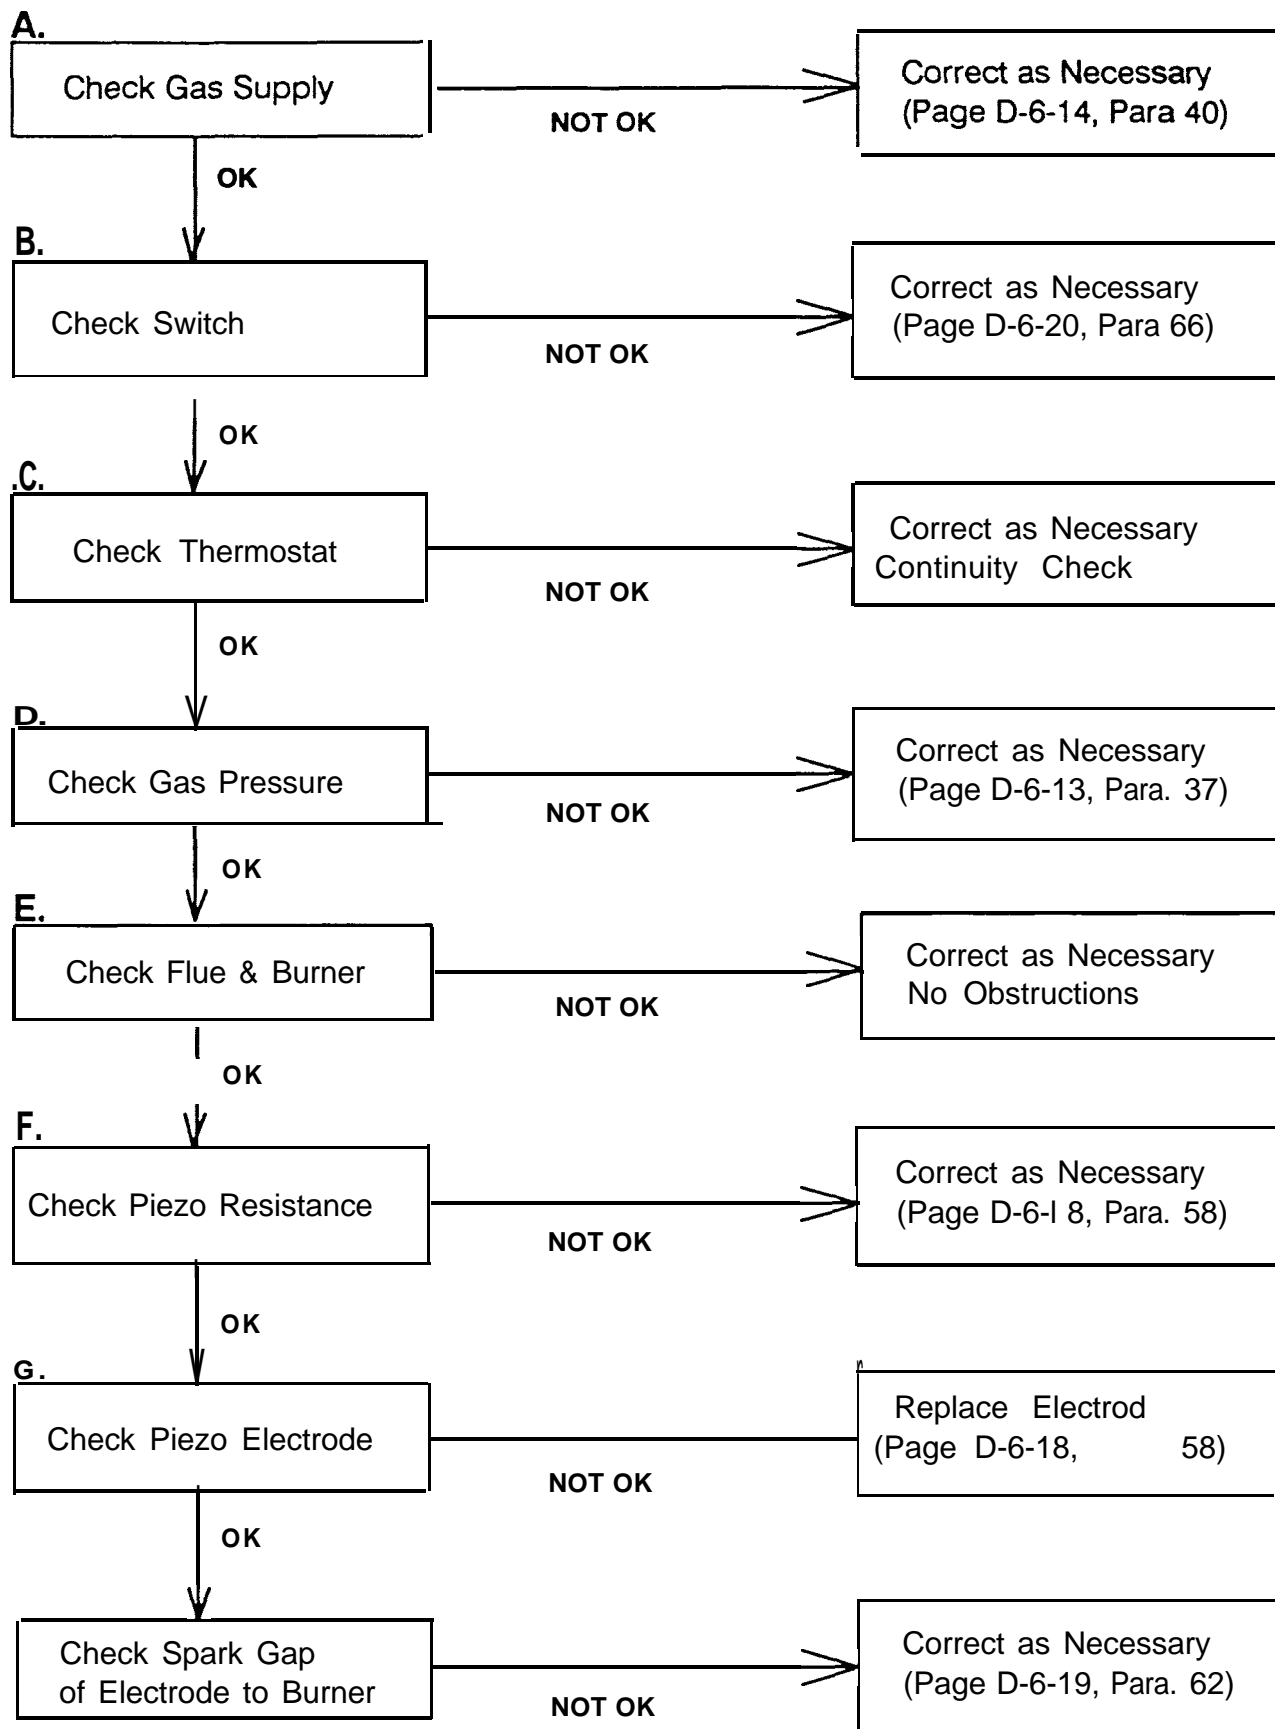 A.
Check Gas Supply
NOT OK
Correct as Necessary
(Page D-6-14, Para 40)
OK
B.
Check Switch
NOT OK
Correct as Necessary
(Page D-6-20, Para 66)
OK
.C.
Check Thermostat
NOT OK
Correct as Necessary
Continuity Check
OK
D.
Check Gas Pressure
NOT OK
Correct as Necessary
(Page D-6-13, Para. 37)
OK
E.
Check Flue & Burner
NOT OK
Correct as Necessary
No Obstructions
OK
F.
Check Piezo Resistance
NOT OK
Correct as Necessary
(Page D-6-I 8, Para. 58)
OK
G.
Check Piezo Electrode
NOT OK
Replace Electrod
(Page D-6-18, 58)
OK
Check Spark Gap
of Electrode to Burner
NOT OK
Correct as Necessary
(Page D-6-19, Para. 62)